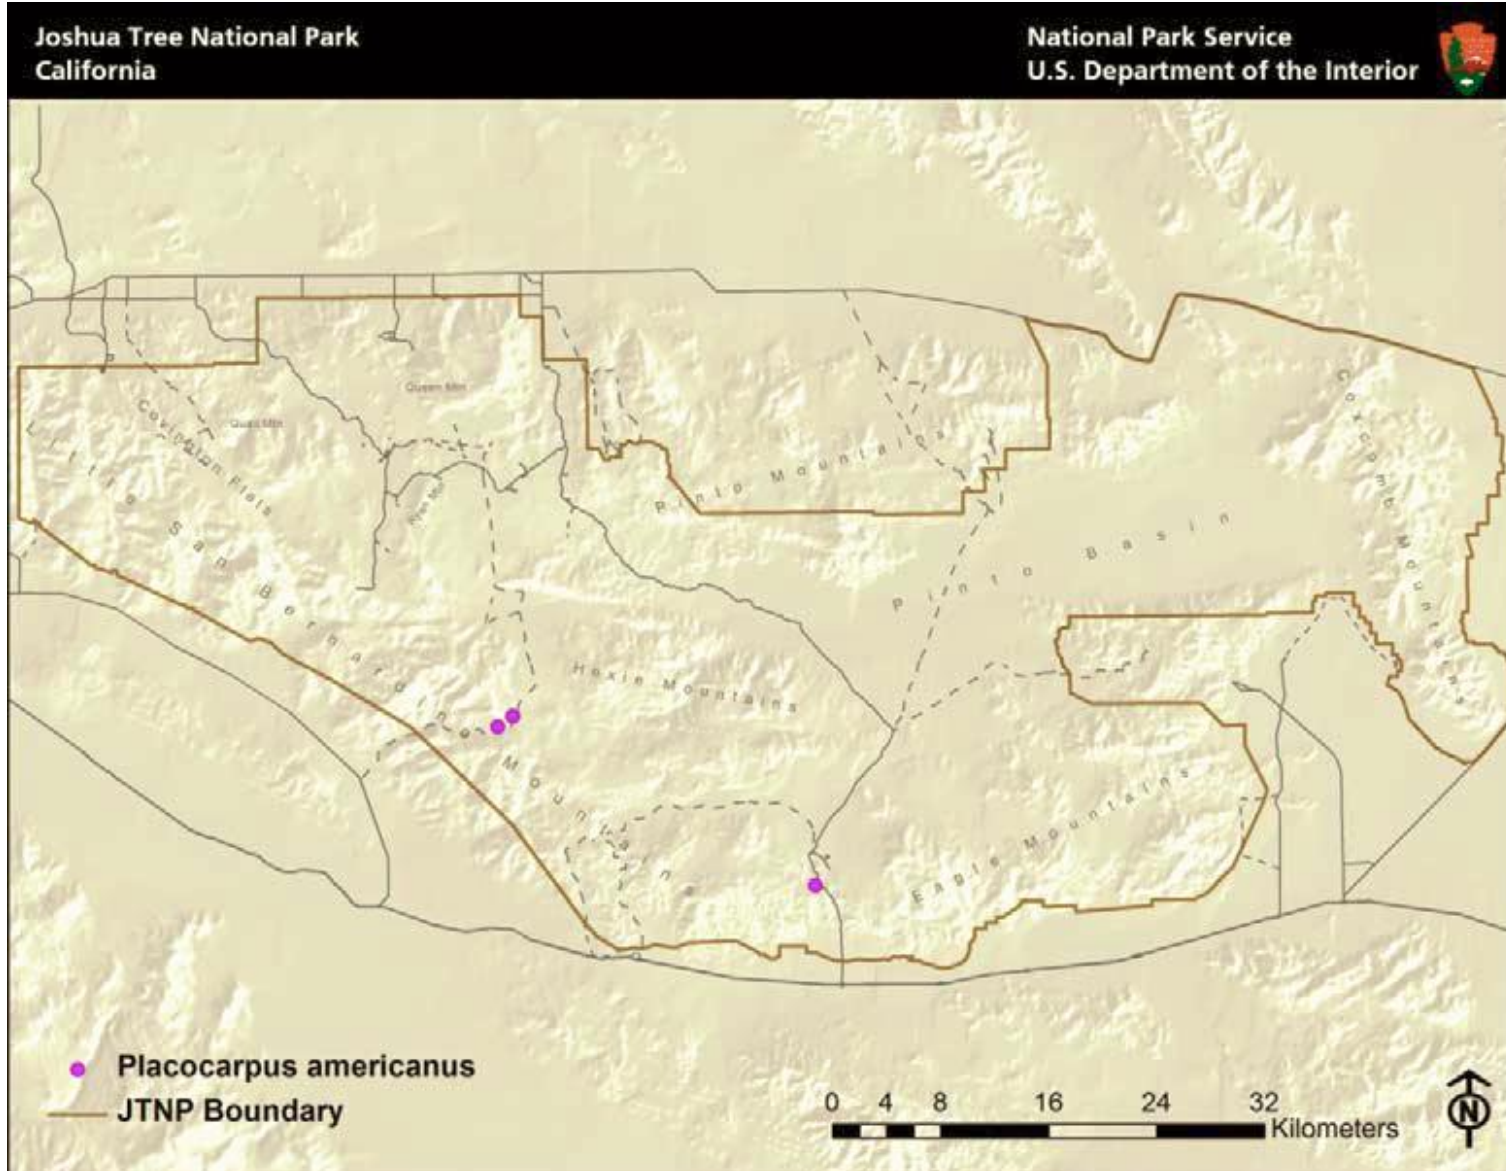 Joshua Tree National Park
California
National Park Service
U.S. Department of the Interior
Queen Mtn
Quail Mtn
Covington Flats
Ryan Mtn
Little San Bernardino Mountains
Pinto Mountains
Pinto Basin
Coxcomb Mountains
Hexie Mountains
Eagle Mountains
Placocarpus americanus
JTNP Boundary
0 4 8 16 24 32
Kilometers
N